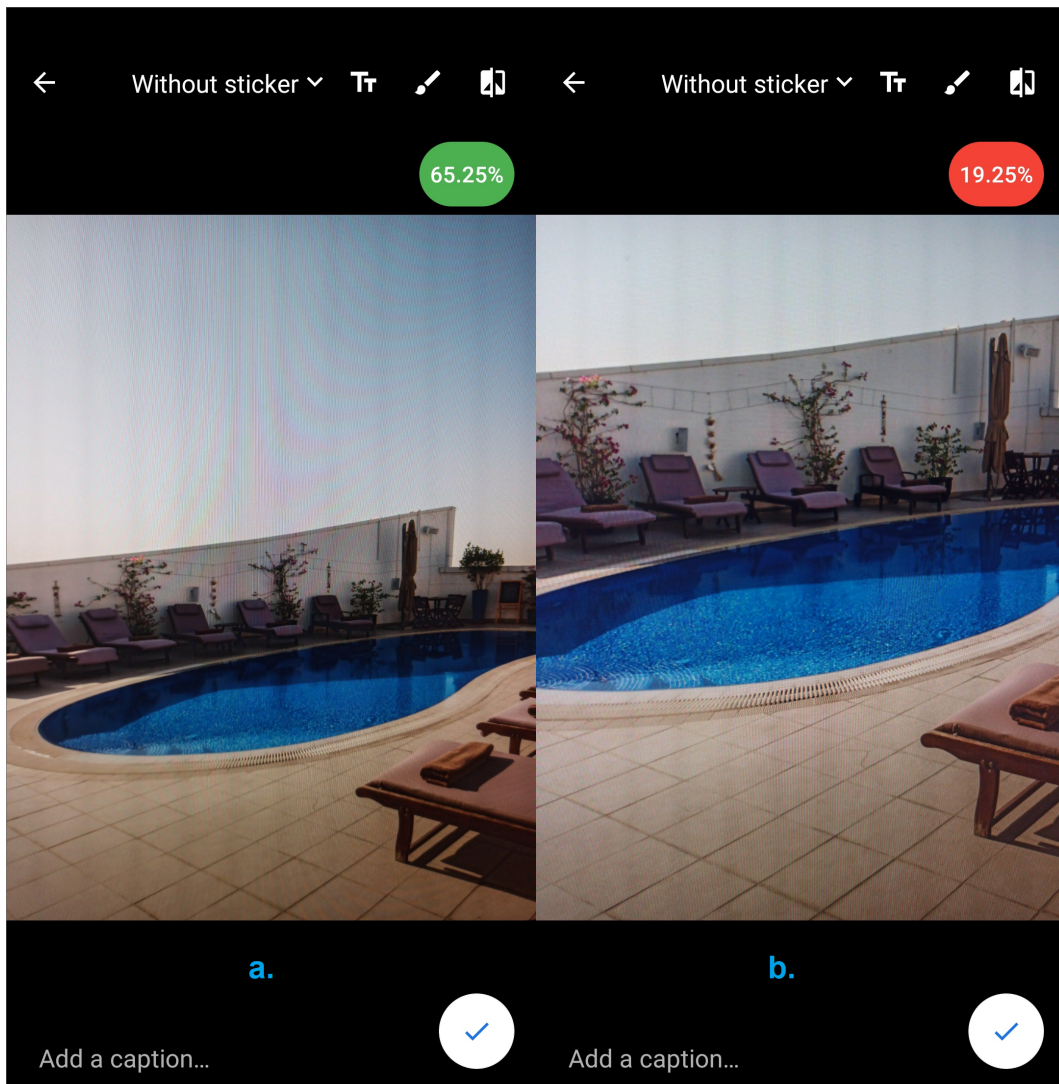 Without sticker
Without sticker
65.25%
19.25%
a.
b.
Add a caption...
Add a caption...